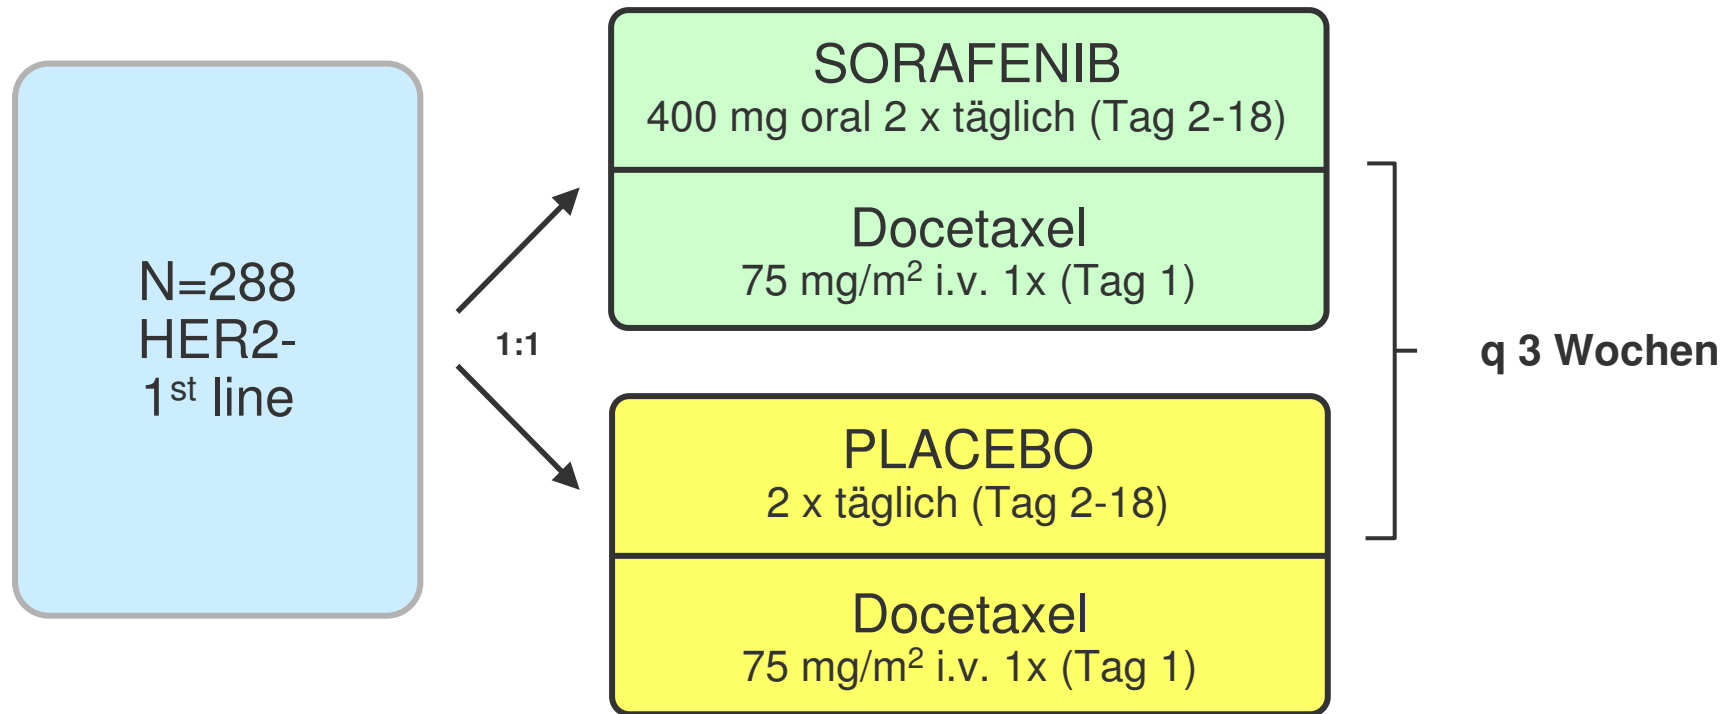 N=288
HER2-
1st line
1:1
SORAFENIB
400 mg oral 2 x täglich (Tag 2-18)
Docetaxel
75 mg/m² i.v. 1x (Tag 1)
PLACEBO
2 x täglich (Tag 2-18)
Docetaxel
75 mg/m² i.v. 1x (Tag 1)
q 3 Wochen